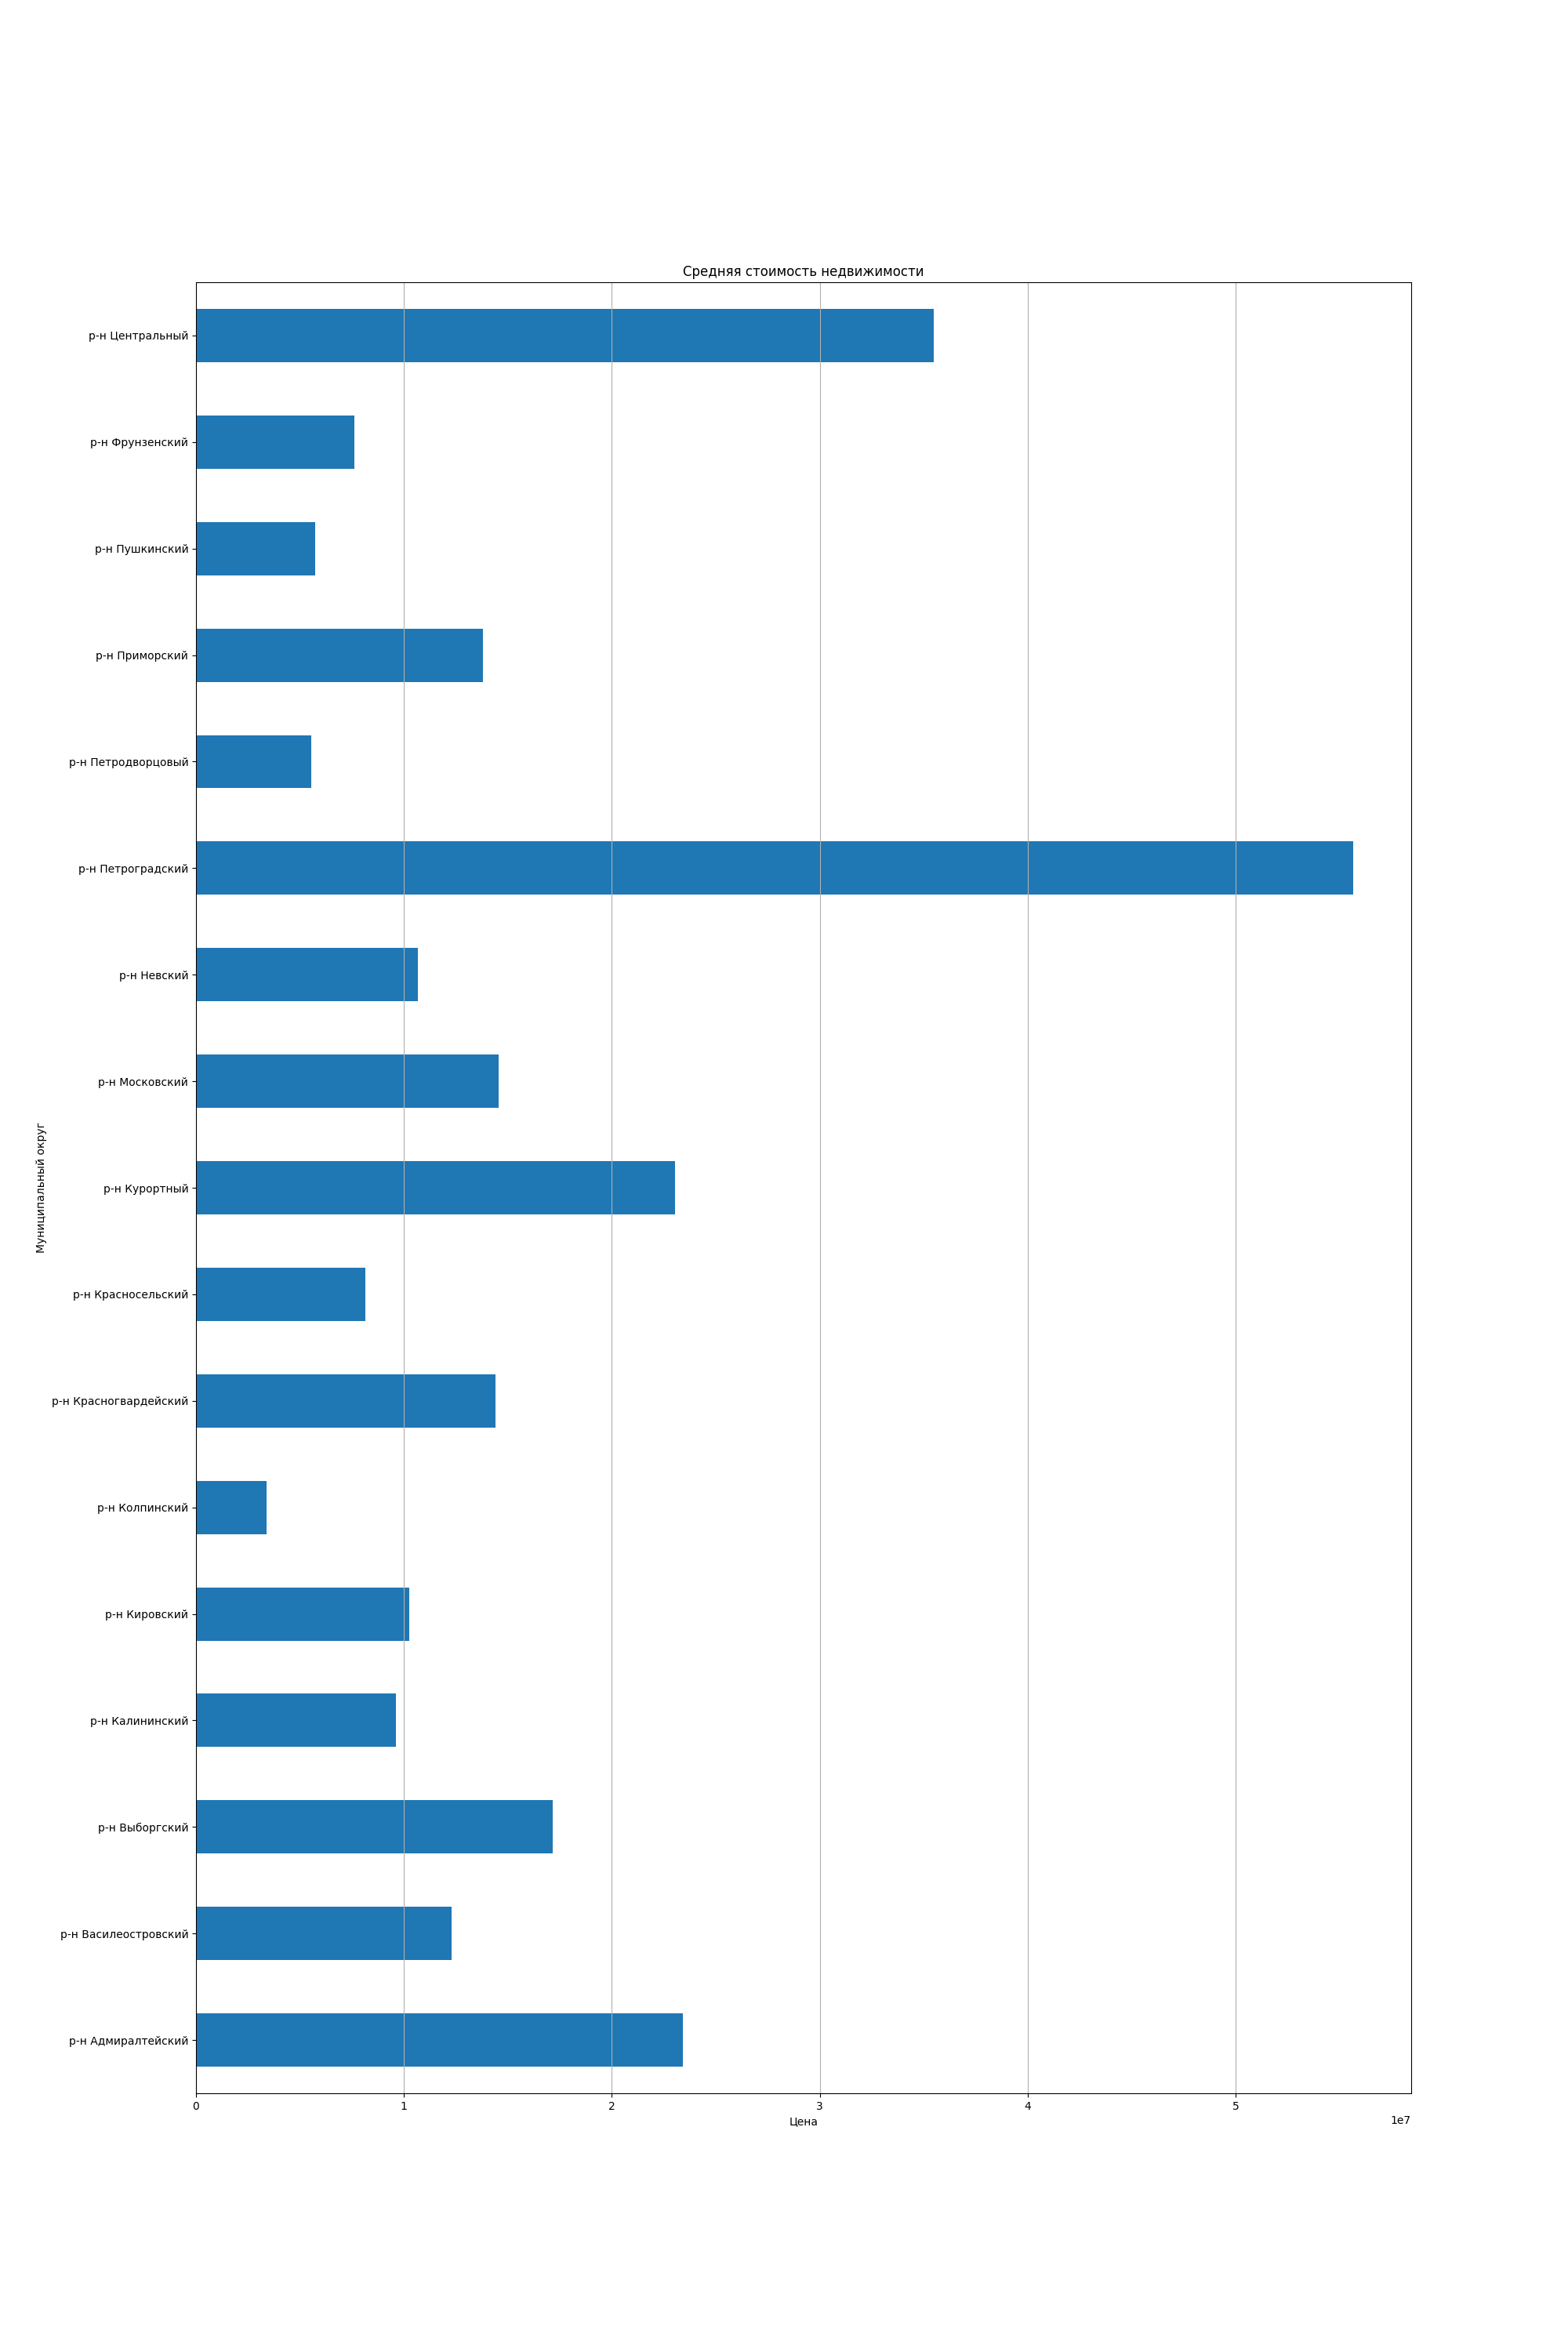 Средняя стоимость недвижимости
р-н Центральный
р-н Фрунзенский
р-н Пушкинский
р-н Приморский
р-н Петродворцовый
р-н Петроградский
р-н Невский
р-н Московский
р-н Курортный
р-н Красносельский
р-н Красногвардейский
р-н Колпинский
р-н Кировский
р-н Калининский
р-н Выборгский
р-н Василеостровский
р-н Адмиралтейский
Муниципальный округ
0 1 2 3 4 5
Цена
1e7